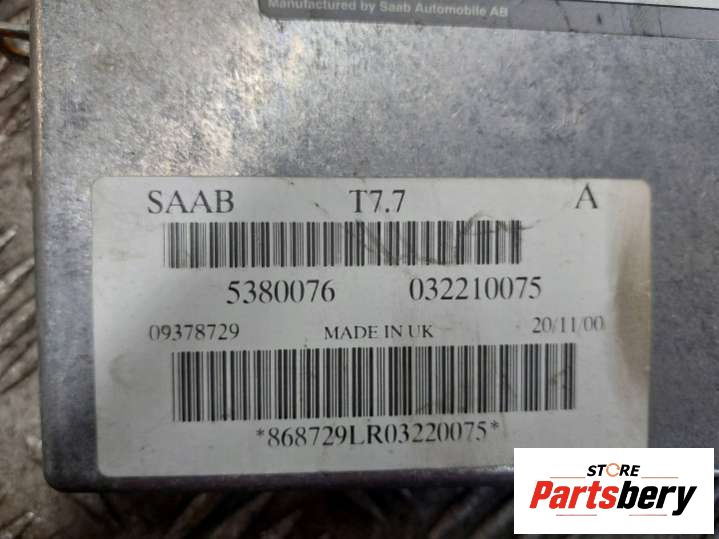 Manufactured by Saab Automobile AB
SAAB T7.7 A
5380076 032210075
09378729 MADE IN UK 20/11/00
*868729LR03220075*
STORE
Partsbery